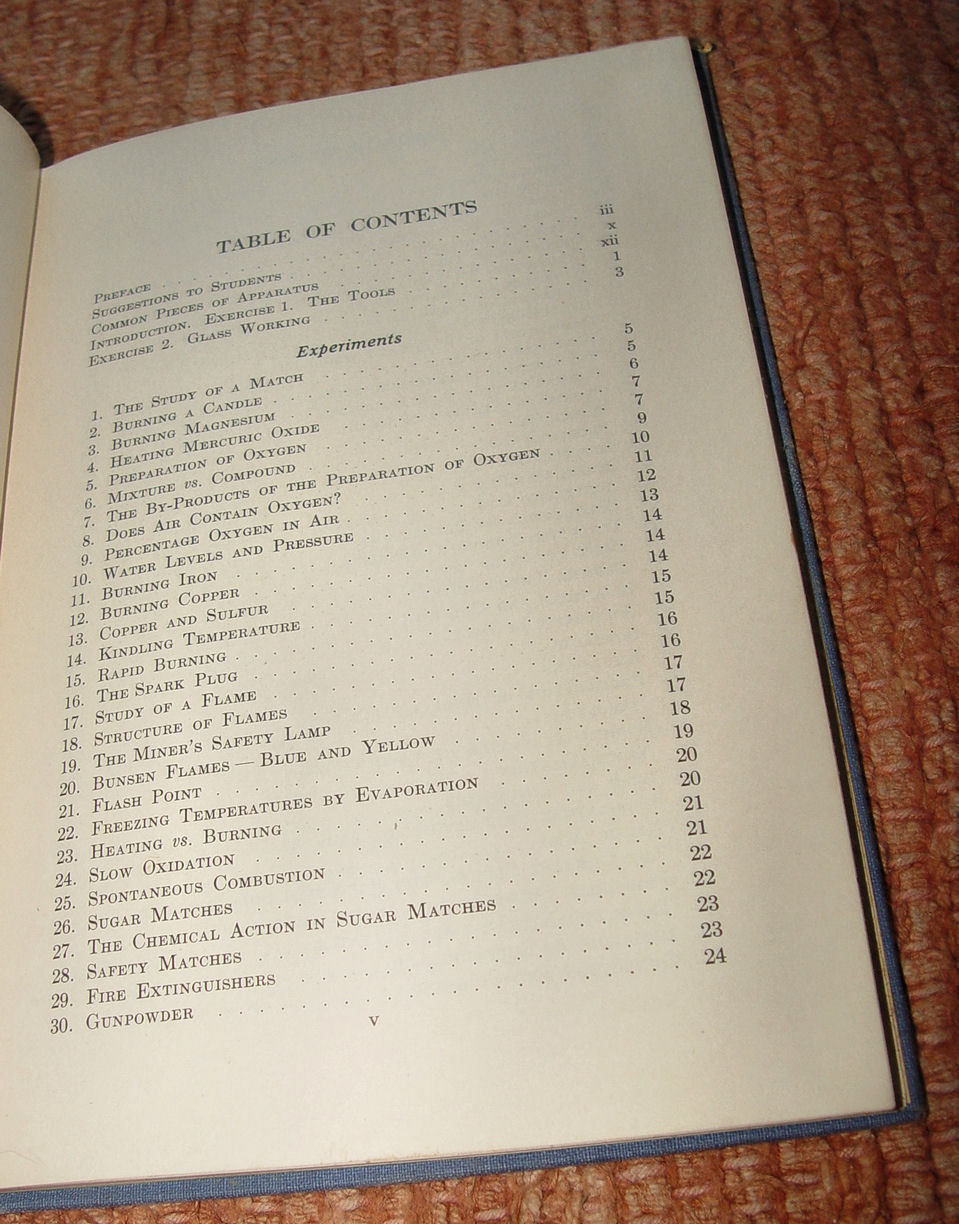 TABLE OF CONTENTS
PREFACE . . . . . . . . . . iii
SUGGESTIONS TO STUDENTS . . . . . . . . x
COMMON PIECES OF APPARATUS . . . . . . . xii
INTRODUCTION. EXERCISE 1. THE TOOLS . . . . . 1
EXERCISE 2. GLASS WORKING . . . . . . . 3
Experiments
1. THE STUDY OF A MATCH . . . . . . . 5
2. BURNING A CANDLE . . . . . . . . 5
3. BURNING MAGNESIUM . . . . . . . . 6
4. HEATING MERCURIC OXIDE . . . . . . . 7
5. PREPARATION OF OXYGEN . . . . . . . 7
6. MIXTURE vs. COMPOUND . . . . . . . 9
7. THE BY-PRODUCTS OF THE PREPARATION OF OXYGEN . . . 10
8. DOES AIR CONTAIN OXYGEN? . . . . . . . 11
9. PERCENTAGE OXYGEN IN AIR . . . . . . . 12
10. WATER LEVELS AND PRESSURE . . . . . . . 13
11. BURNING IRON . . . . . . . . . 14
12. BURNING COPPER . . . . . . . . . 14
13. COPPER AND SULFUR . . . . . . . . 14
14. KINDLING TEMPERATURE . . . . . . . . 15
15. RAPID BURNING . . . . . . . . . 15
16. THE SPARK PLUG . . . . . . . . . 16
17. STUDY OF A FLAME . . . . . . . . 16
18. STRUCTURE OF FLAMES . . . . . . . . 17
19. THE MINER'S SAFETY LAMP . . . . . . . 17
20. BUNSEN FLAMES — BLUE AND YELLOW . . . . . 18
21. FLASH POINT . . . . . . . . . 19
22. FREEZING TEMPERATURES BY EVAPORATION . . . . 20
23. HEATING vs. BURNING . . . . . . . . 20
24. SLOW OXIDATION . . . . . . . . . 21
25. SPONTANEOUS COMBUSTION . . . . . . . 21
26. SUGAR MATCHES . . . . . . . . . 22
27. THE CHEMICAL ACTION IN SUGAR MATCHES . . . . 22
28. SAFETY MATCHES . . . . . . . . . 23
29. FIRE EXTINGUISHERS . . . . . . . . 23
30. GUNPOWDER . . . . . . . . . . 24
v